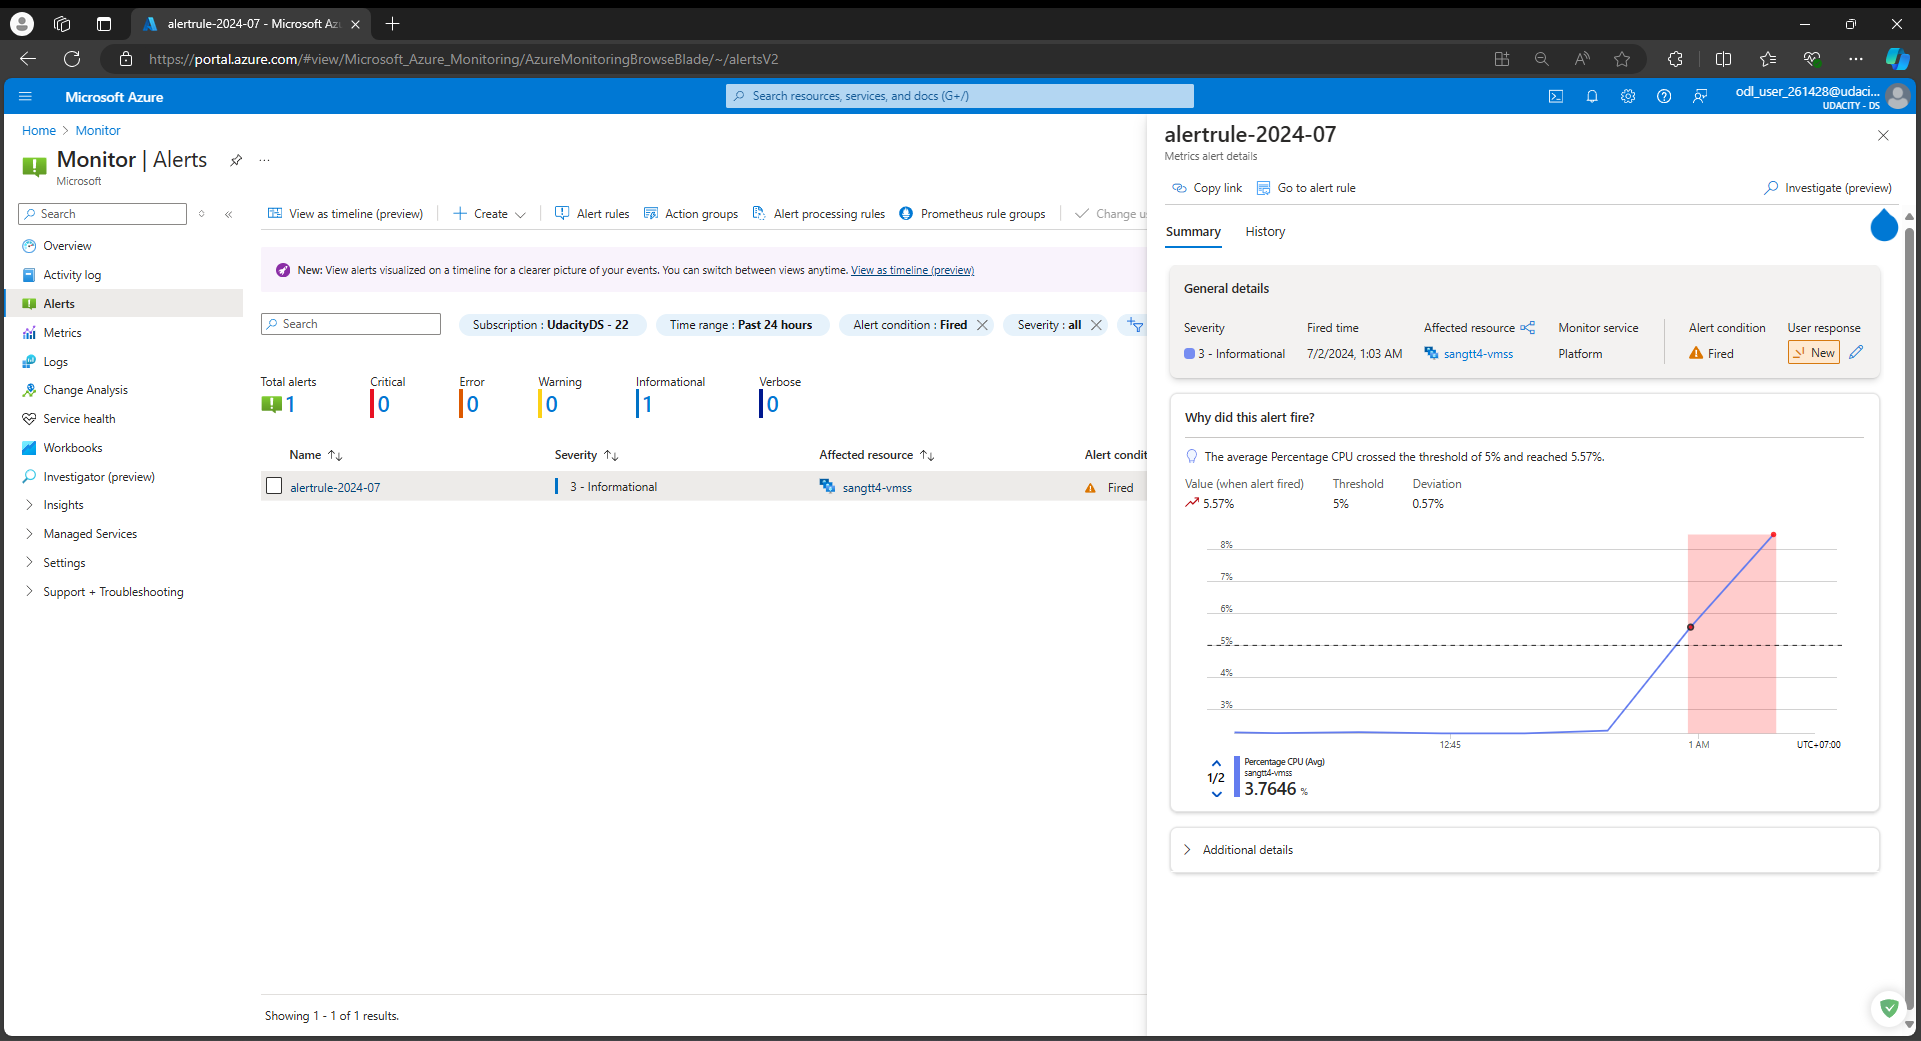 alertrule-2024-07 - Microsoft Az
https://portal.azure.com/#view/Microsoft_Azure_Monitoring/AzureMonitoringBrowseBlade/~/alertsV2
Microsoft Azure
Search resources, services, and docs (G+/)
odl_user_261428@udaci...
UDACITY - DS
Home > Monitor
Monitor | Alerts
Microsoft
Search
Overview
Activity log
Alerts
Metrics
Logs
Change Analysis
Service health
Workbooks
Investigator (preview)
Insights
Managed Services
Settings
Support + Troubleshooting
View as timeline (preview)
Create
Alert rules
Action groups
Alert processing rules
Prometheus rule groups
Change u
New: View alerts visualized on a timeline for a clearer picture of your events. You can switch between views anytime. View as timeline (preview)
Search
Subscription : UdacityDS - 22
Time range : Past 24 hours
Alert condition : Fired
Severity : all
Total alerts
1
Critical
0
Error
0
Warning
0
Informational
1
Verbose
0
Name
Severity
Affected resource
Alert condit
alertrule-2024-07
3 - Informational
sangtt4-vmss
Fired
Showing 1 - 1 of 1 results.
alertrule-2024-07
Metrics alert details
Copy link
Go to alert rule
Investigate (preview)
Summary
History
General details
Severity
3 - Informational
Fired time
7/2/2024, 1:03 AM
Affected resource
sangtt4-vmss
Monitor service
Platform
Alert condition
Fired
User response
New
Why did this alert fire?
The average Percentage CPU crossed the threshold of 5% and reached 5.57%.
Value (when alert fired)
5.57%
Threshold
5%
Deviation
0.57%
8%
7%
6%
5%
4%
3%
12:45
1 AM
UTC+07:00
1/2
Percentage CPU (Avg)
sangtt4-vmss
3.7646 %
Additional details